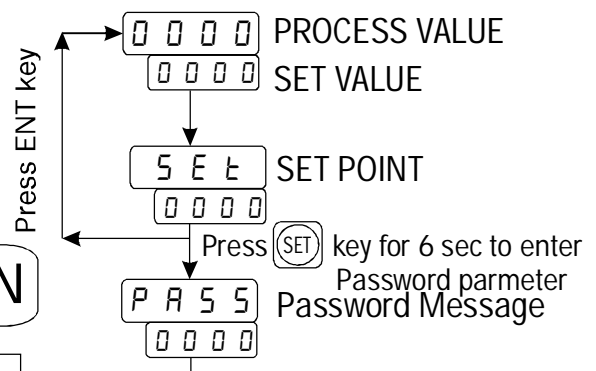 0000 PROCESS VALUE
0000 SET VALUE
Press ENT key
SEt SET POINT
0000
Press SET key for 6 sec to enter
Password parmeter
PASS Password Message
0000
N